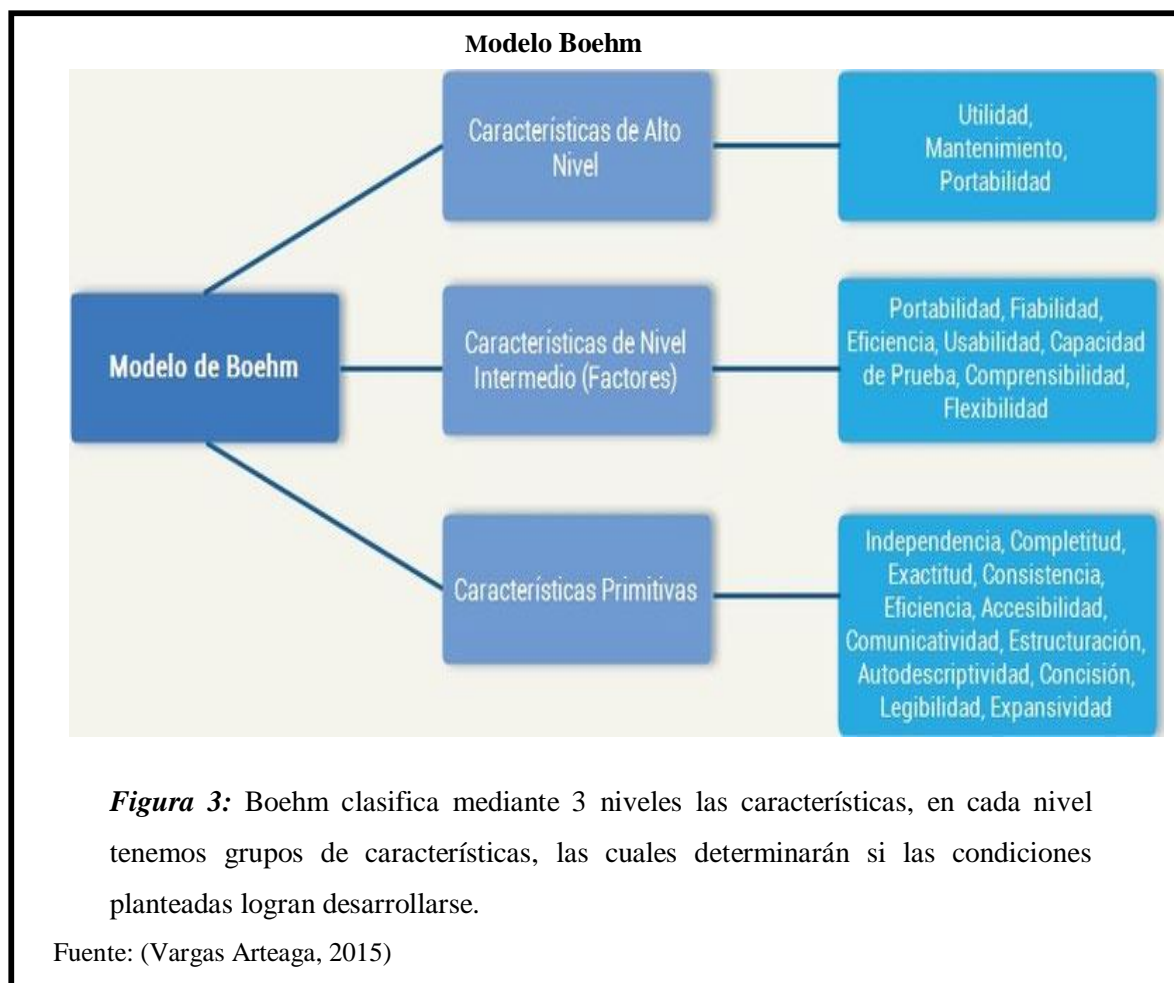 Modelo Boehm
Características de Alto
Nivel
Utilidad,
Mantenimiento,
Portabilidad
Modelo de Boehm
Características de Nivel
Intermedio (Factores)
Portabilidad, Fiabilidad,
Eficiencia, Usabilidad, Capacidad
de Prueba, Comprensibilidad,
Flexibilidad
Características Primitivas
Independencia, Completitud,
Exactitud, Consistencia,
Eficiencia, Accesibilidad,
Comunicatividad, Estructuración,
Autodescriptividad, Concisión,
Legibilidad, Expansividad
Figura 3: Boehm clasifica mediante 3 niveles las características, en cada nivel
tenemos grupos de características, las cuales determinarán si las condiciones
planteadas logran desarrollarse.
Fuente: (Vargas Arteaga, 2015)